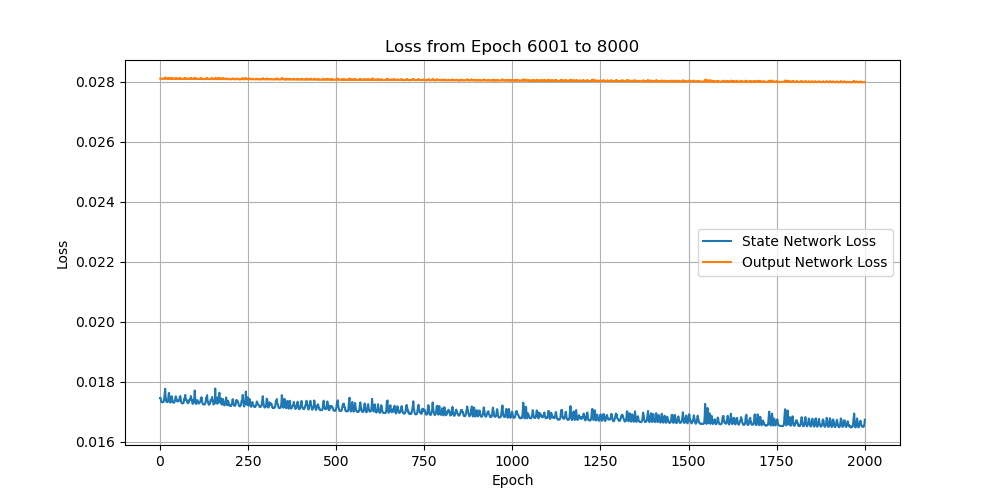 Loss from Epoch 6001 to 8000
0.028
0.026
0.024
0.022
0.020
0.018
0.016
Loss
State Network Loss
Output Network Loss
0 250 500 750 1000 1250 1500 1750 2000
Epoch